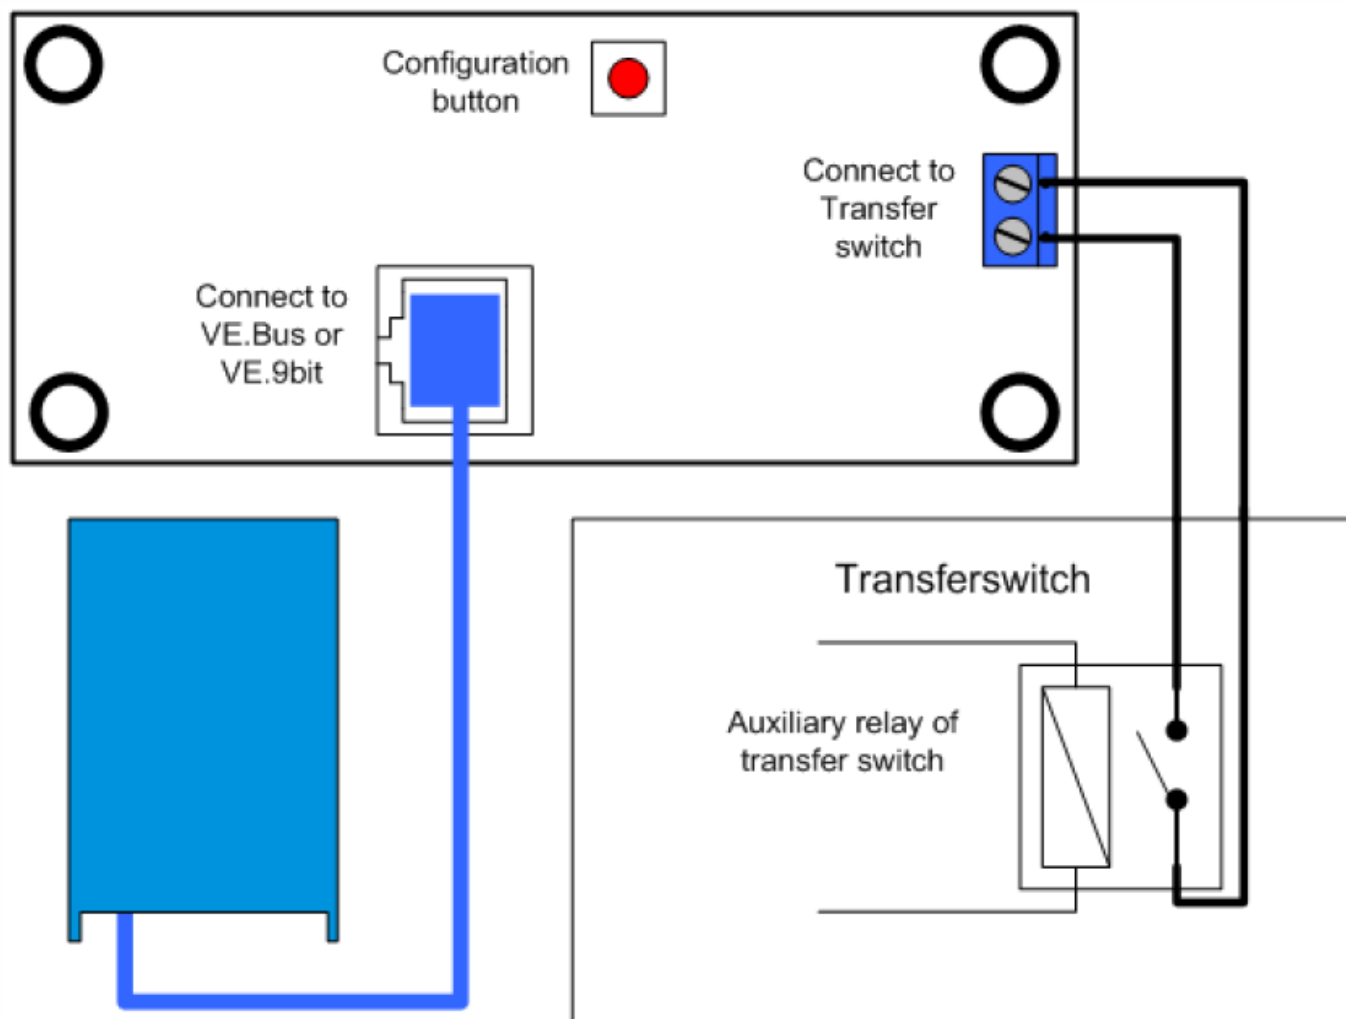 Configuration
button
Connect to
Transfer
switch
Connect to
VE.Bus or
VE.9bit
Transferswitch
Auxiliary relay of
transfer switch